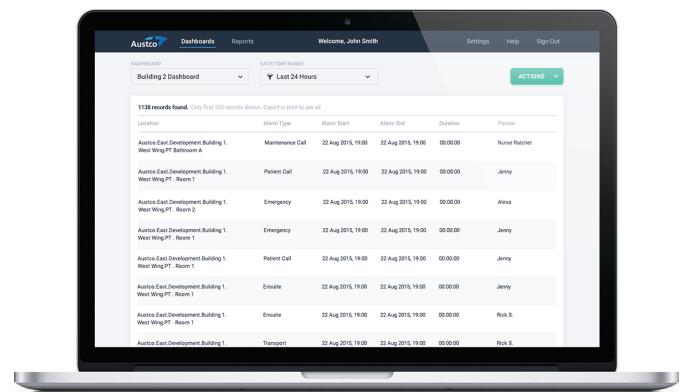 Austco Dashboards Reports Welcome, John Smith Settings Help Sign Out
DASHBOARD DATE/TIME RANGE
Building 2 Dashboard Last 24 Hours ACTIONS
1138 records found. Only first 100 records shown. Export or print to see all
Location Alarm Type Alarm Start Alarm End Duration Person
Austco.East.Development.Building 1. Maintenance Call 22 Aug 2015, 19:00 22 Aug 2015, 19:00 00:00:00 Nurse Ratchet
West Wing.PT Bathroom A
Austco.East.Development.Building 1. Patient Call 22 Aug 2015, 19:00 22 Aug 2015, 19:00 00:00:00 Jenny
West Wing.PT . Room 1
Austco.East.Development.Building 1. Emergency 22 Aug 2015, 19:00 22 Aug 2015, 19:00 00:00:00 Alexa
West Wing.PT . Room 2
Austco.East.Development.Building 1. Emergency 22 Aug 2015, 19:00 22 Aug 2015, 19:00 00:00:00 Jenny
West Wing.PT . Room 1
Austco.East.Development.Building 1. Patient Call 22 Aug 2015, 19:00 22 Aug 2015, 19:00 00:00:00 Jenny
West Wing.PT . Room 1
Austco.East.Development.Building 1. Ensuite 22 Aug 2015, 19:00 22 Aug 2015, 19:00 00:00:00 Jenny
West Wing.PT . Room 1
Austco.East.Development.Building 1. Ensuite 22 Aug 2015, 19:00 22 Aug 2015, 19:00 00:00:00 Rick S.
West Wing.PT . Room 1
Austco.East.Development.Building 1. Transport 22 Aug 2015, 19:00 22 Aug 2015, 19:00 00:00:00 Rick S.